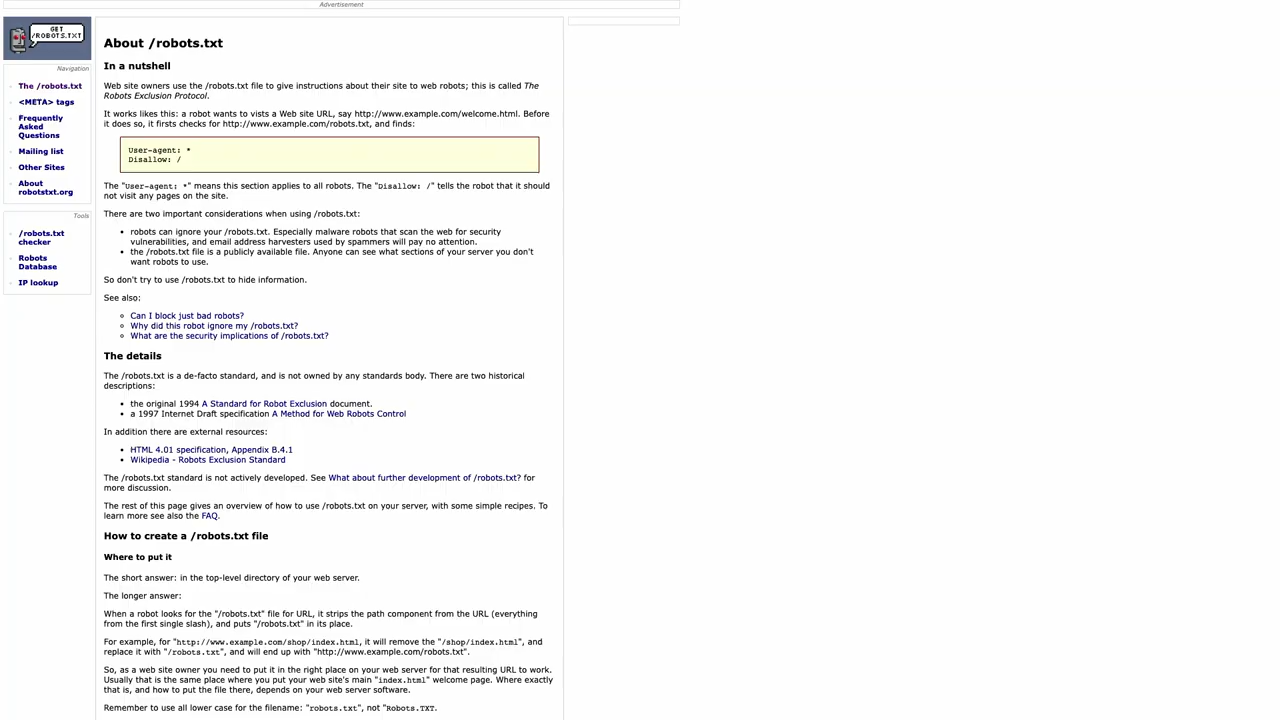 Advertisement
GET
/ROBOTS.TXT
Navigation
The /robots.txt
<META> tags
Frequently
Asked
Questions
Mailing list
Other Sites
About
robotstxt.org
Tools
/robots.txt
checker
Robots
Database
IP lookup
About /robots.txt
In a nutshell
Web site owners use the /robots.txt file to give instructions about their site to web robots; this is called The
Robots Exclusion Protocol.
It works likes this: a robot wants to vists a Web site URL, say http://www.example.com/welcome.html. Before
it does so, it firsts checks for http://www.example.com/robots.txt, and finds:
User-agent: *
Disallow: /
The "User-agent: *" means this section applies to all robots. The "Disallow: /" tells the robot that it should
not visit any pages on the site.
There are two important considerations when using /robots.txt:
• robots can ignore your /robots.txt. Especially malware robots that scan the web for security
vulnerabilities, and email address harvesters used by spammers will pay no attention.
• the /robots.txt file is a publicly available file. Anyone can see what sections of your server you don't
want robots to use.
So don't try to use /robots.txt to hide information.
See also:
Can I block just bad robots?
Why did this robot ignore my /robots.txt?
What are the security implications of /robots.txt?
The details
The /robots.txt is a de-facto standard, and is not owned by any standards body. There are two historical
descriptions:
• the original 1994 A Standard for Robot Exclusion document.
• a 1997 Internet Draft specification A Method for Web Robots Control
In addition there are external resources:
• HTML 4.01 specification, Appendix B.4.1
• Wikipedia - Robots Exclusion Standard
The /robots.txt standard is not actively developed. See What about further development of /robots.txt? for
more discussion.
The rest of this page gives an overview of how to use /robots.txt on your server, with some simple recipes. To
learn more see also the FAQ.
How to create a /robots.txt file
Where to put it
The short answer: in the top-level directory of your web server.
The longer answer:
When a robot looks for the "/robots.txt" file for URL, it strips the path component from the URL (everything
from the first single slash), and puts "/robots.txt" in its place.
For example, for "http://www.example.com/shop/index.html, it will remove the "/shop/index.html", and
replace it with "/robots.txt", and will end up with "http://www.example.com/robots.txt".
So, as a web site owner you need to put it in the right place on your web server for that resulting URL to work.
Usually that is the same place where you put your web site's main "index.html" welcome page. Where exactly
that is, and how to put the file there, depends on your web server software.
Remember to use all lower case for the filename: "robots.txt", not "Robots.TXT.